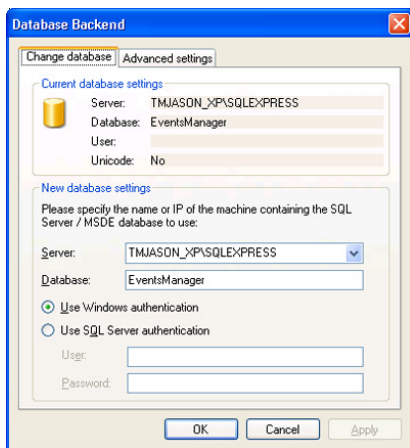 Database Backend
Change database Advanced settings
Current database settings
Server: TMJASON_XP\SQLEXPRESS
Database: EventsManager
User:
Unicode: No
New database settings
Please specify the name or IP of the machine containing the SQL
Server / MSDE database to use:
Server: TMJASON_XP\SQLEXPRESS
Database: EventsManager
Use Windows authentication
Use SQL Server authentication
User:
Password:
OK Cancel Apply